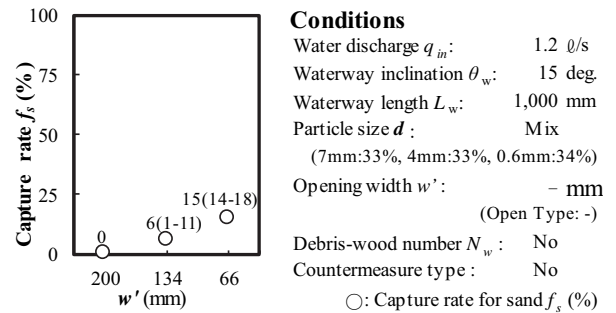 Capture rate f_s (%)
100
75
50
25
0
0
6(1-11)
15(14-18)
200 134 66
w' (mm)
Conditions
Water discharge q_in: 1.2 ℓ/s
Waterway inclination θ_w: 15 deg.
Waterway length L_w: 1,000 mm
Particle size d : Mix
(7mm:33%, 4mm:33%, 0.6mm:34%)
Opening width w' : – mm
(Open Type: -)
Debris-wood number N_w : No
Countermeasure type : No
○: Capture rate for sand f_s (%)